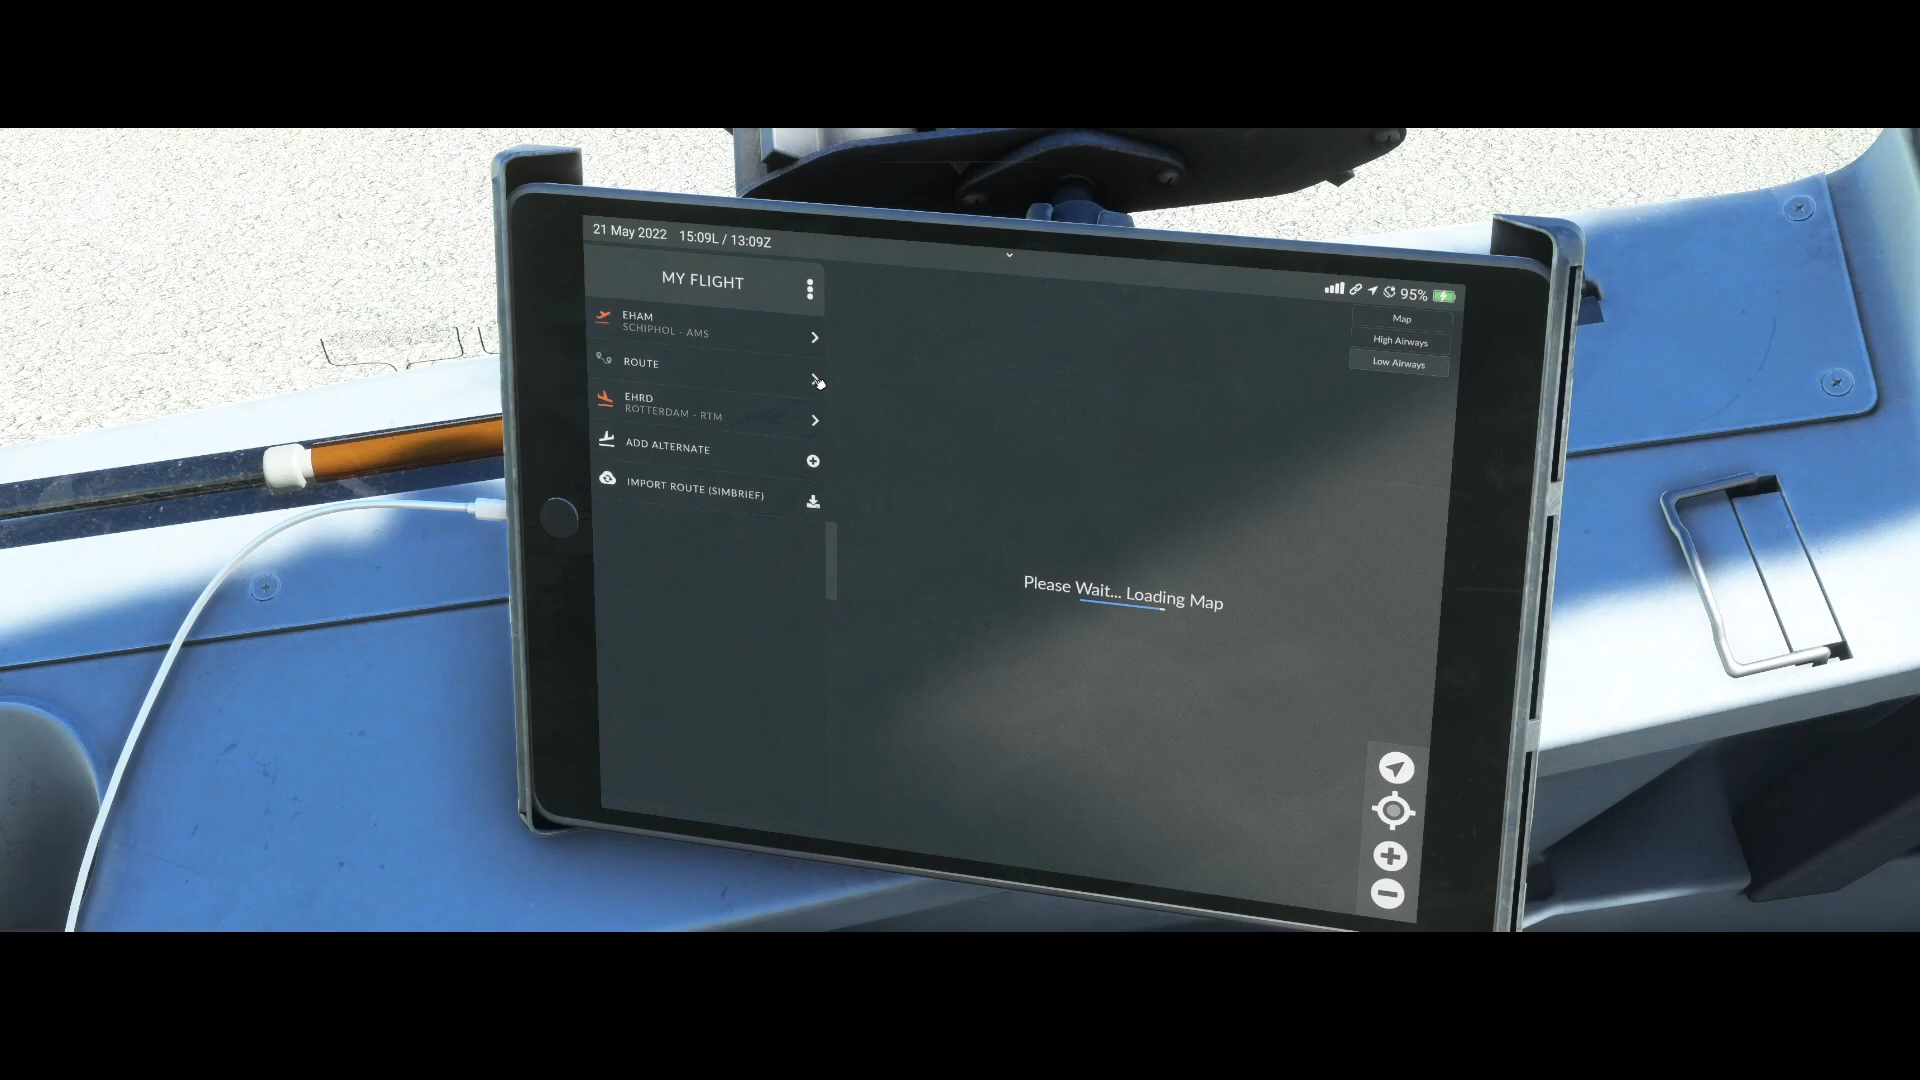 21 May 2022 15:09L / 13:09Z
95%
MY FLIGHT
EHAM
SCHIPHOL - AMS
ROUTE
EHRD
ROTTERDAM - RTM
ADD ALTERNATE
IMPORT ROUTE (SIMBRIEF)
Map
High Airways
Low Airways
Please Wait... Loading Map